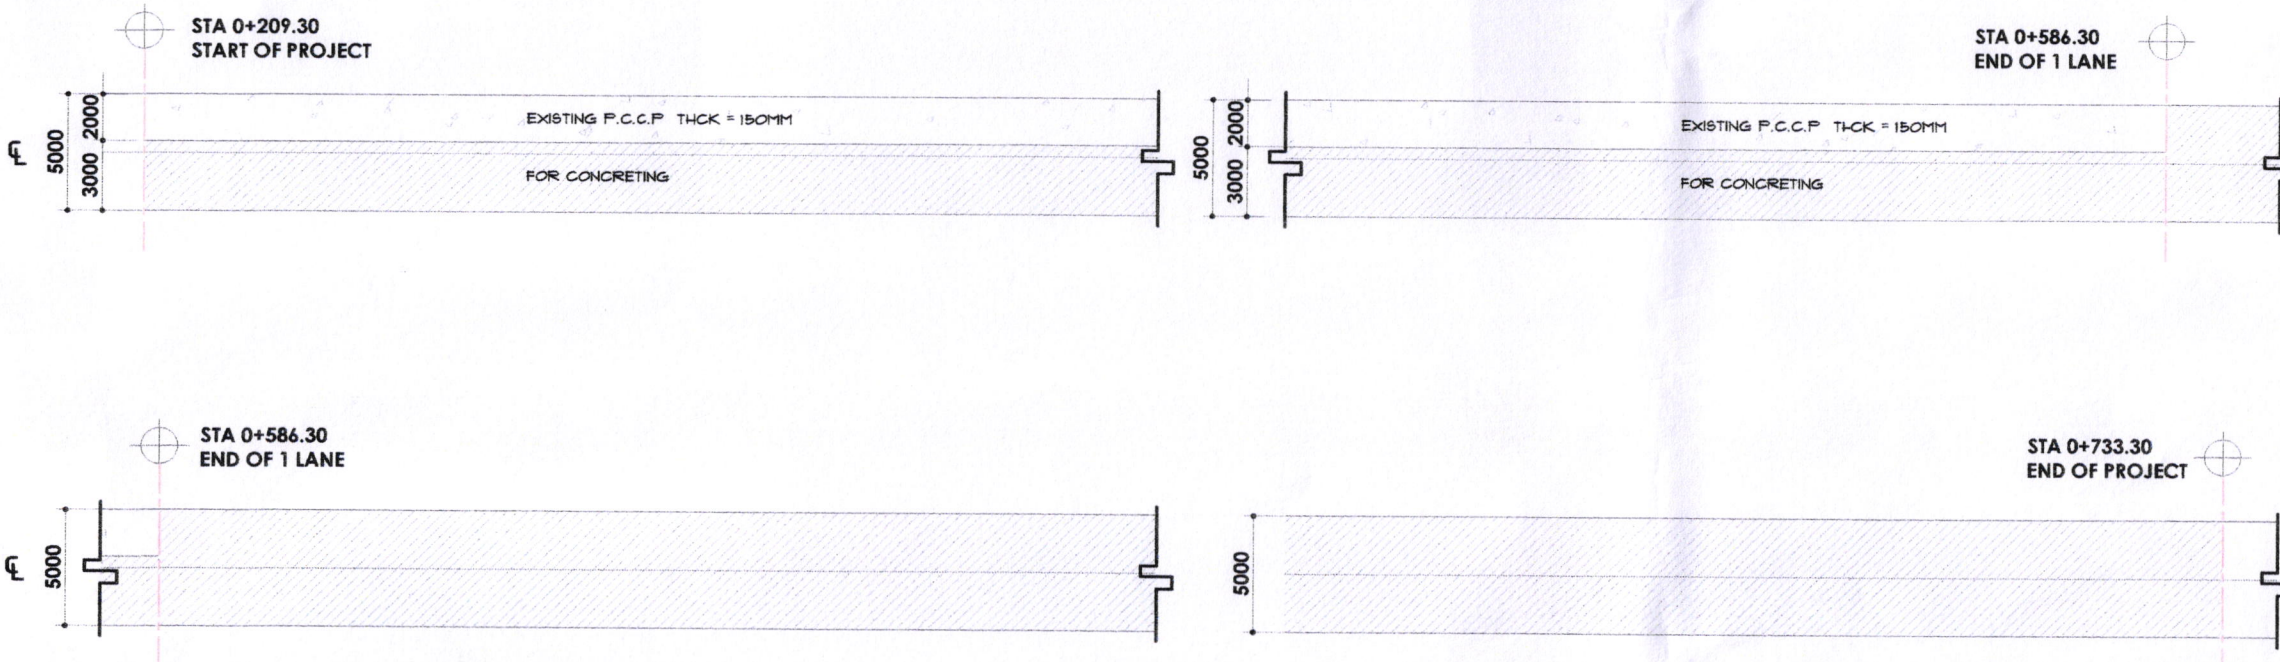 STA 0+209.30
START OF PROJECT
STA 0+586.30
END OF 1 LANE
℄
5000
2000
3000
EXISTING P.C.C.P THCK = 150MM
FOR CONCRETING
5000
2000
3000
EXISTING P.C.C.P THCK = 150MM
FOR CONCRETING
STA 0+586.30
END OF 1 LANE
STA 0+733.30
END OF PROJECT
℄
5000
5000